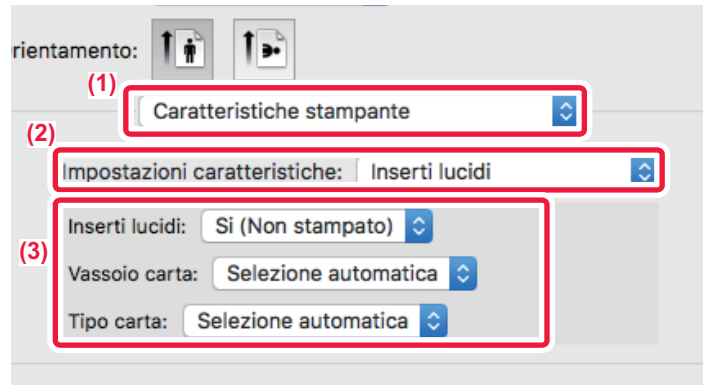 rientamento:
(1)
Caratteristiche stampante
(2)
Impostazioni caratteristiche: Inserti lucidi
(3)
Inserti lucidi: Si (Non stampato)
Vassoio carta: Selezione automatica
Tipo carta: Selezione automatica